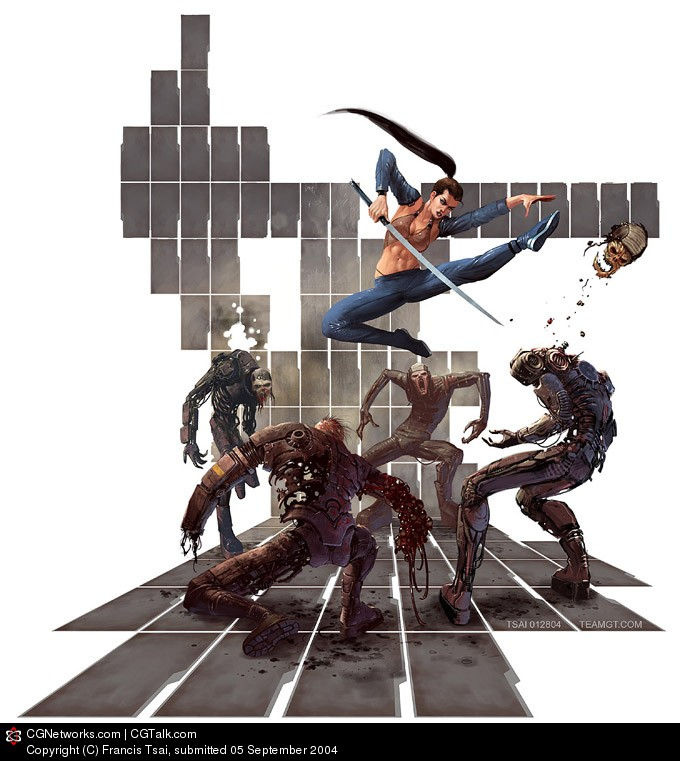 TSAI 012804 TEAMGT.COM
CGNetworks.com | CGTalk.com
Copyright (C) Francis Tsai, submitted 05 September 2004